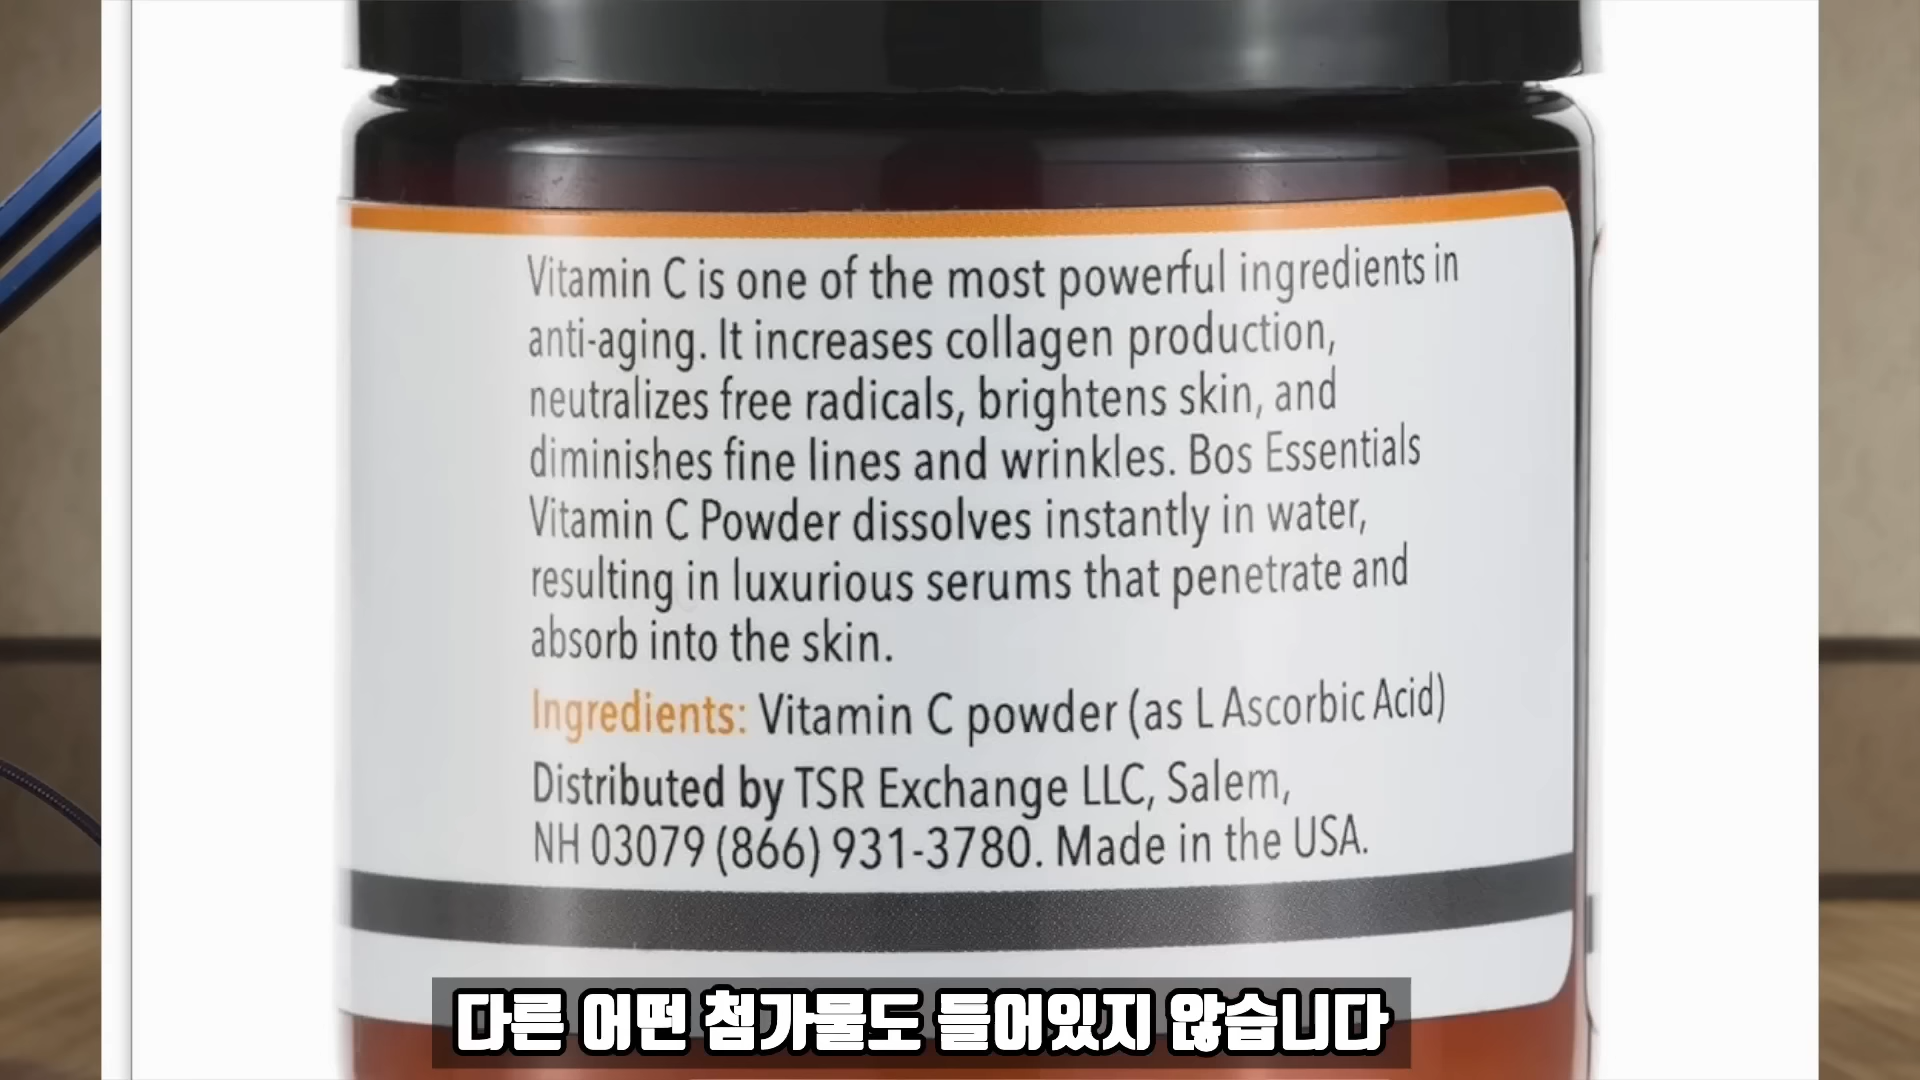 Vitamin C is one of the most powerful ingredients in
anti-aging. It increases collagen production,
neutralizes free radicals, brightens skin, and
diminishes fine lines and wrinkles. Bos Essentials
Vitamin C Powder dissolves instantly in water,
resulting in luxurious serums that penetrate and
absorb into the skin.
Ingredients: Vitamin C powder (as L Ascorbic Acid)
Distributed by TSR Exchange LLC, Salem,
NH 03079 (866) 931-3780. Made in the USA.
다른 어떤 첨가물도 들어있지 않습니다